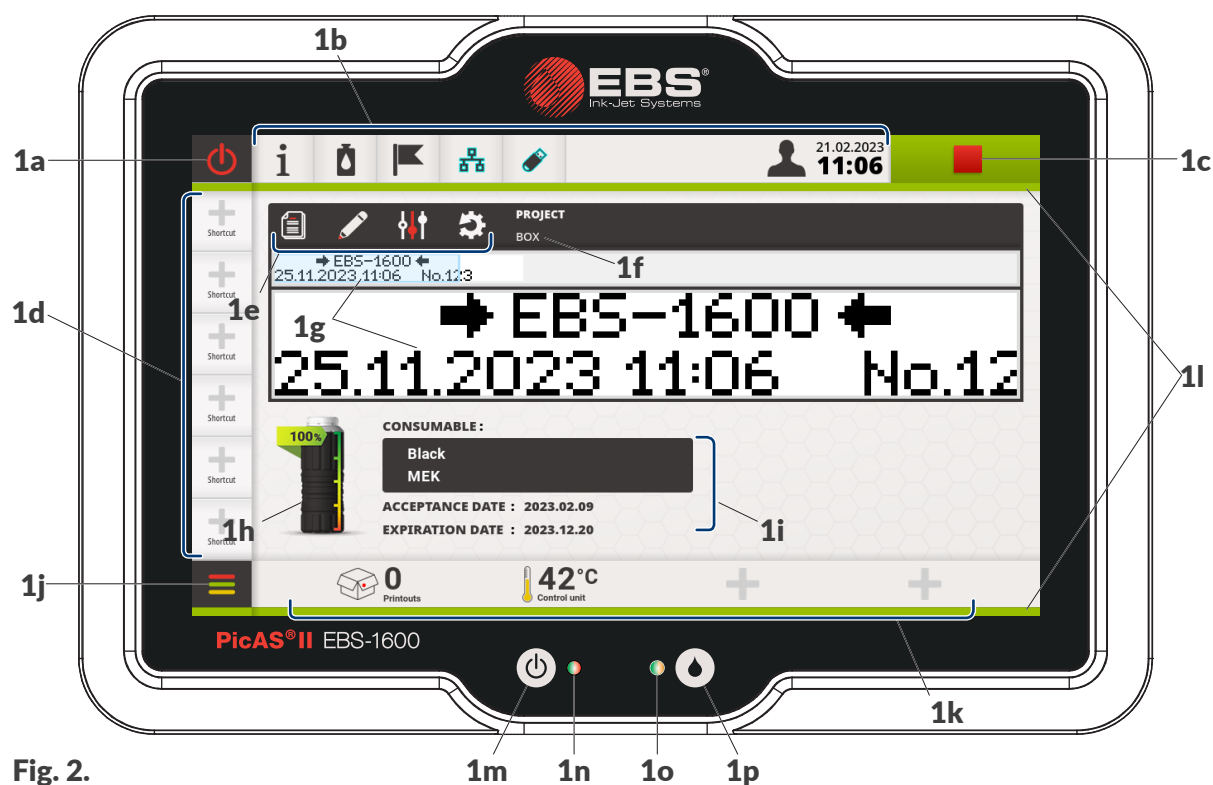 1b
EBS®
Ink-Jet Systems
1a
i
21.02.2023
11:06
1c
Shortcut
PROJECT
BOX
1f
1e
➔ EBS-1600 ←
25.11.2023 11:06 No.123
Shortcut
1d
1g
➔ EBS-1600 ←
25.11.2023 11:06 No.12
1l
Shortcut
Shortcut
100%
CONSUMABLE :
Black
MEK
Shortcut
ACCEPTANCE DATE : 2023.02.09
EXPIRATION DATE : 2023.12.20
1h
1i
Shortcut
1j
0
Printouts
42°C
Control unit
PicAS®II EBS-1600
1k
Fig. 2.
1m
1n
1o
1p